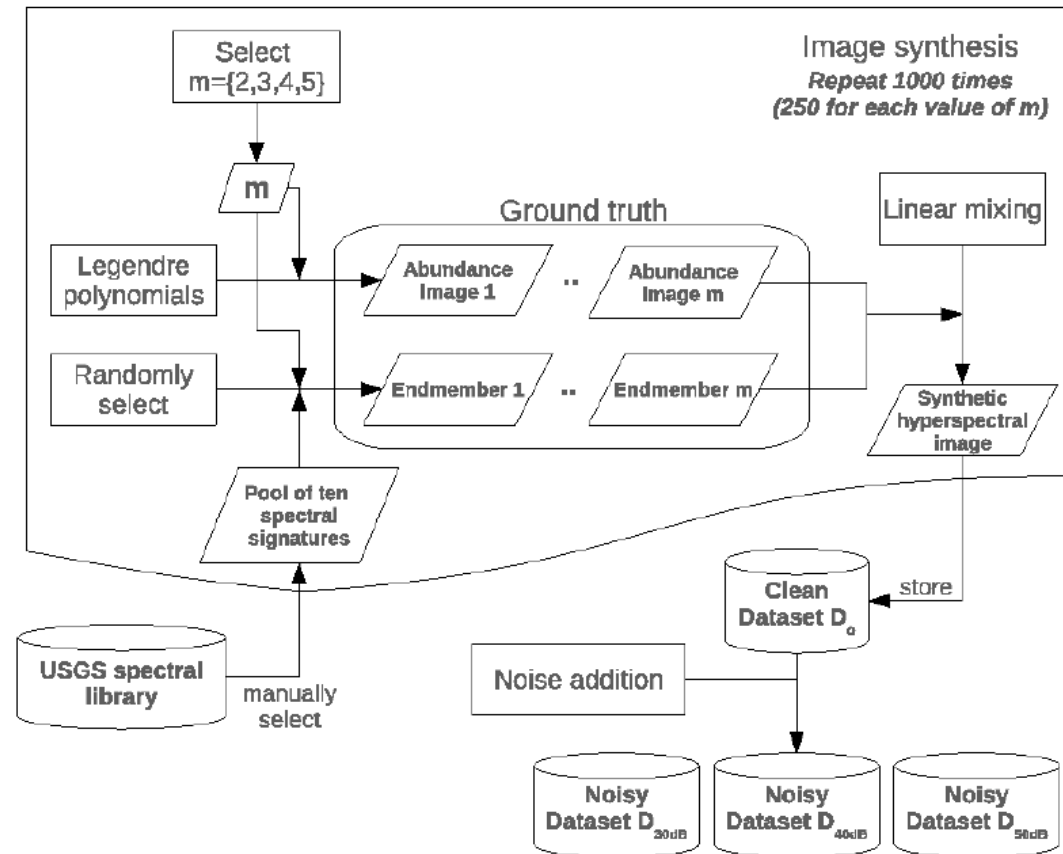 Select
m={2,3,4,5}
Image synthesis
Repeat 1000 times
(250 for each value of m)
m
Ground truth
Linear mixing
Legendre
polynomials
Abundance
Image 1
..
Abundance
Image m
Randomly
select
Endmember 1
..
Endmember m
Synthetic
hyperspectral
image
Pool of ten
spectral
signatures
Clean
Dataset D
store
USGS spectral
library
manually
select
Noise addition
Noisy
Dataset D30dB
Noisy
Dataset D40dB
Noisy
Dataset D50dB